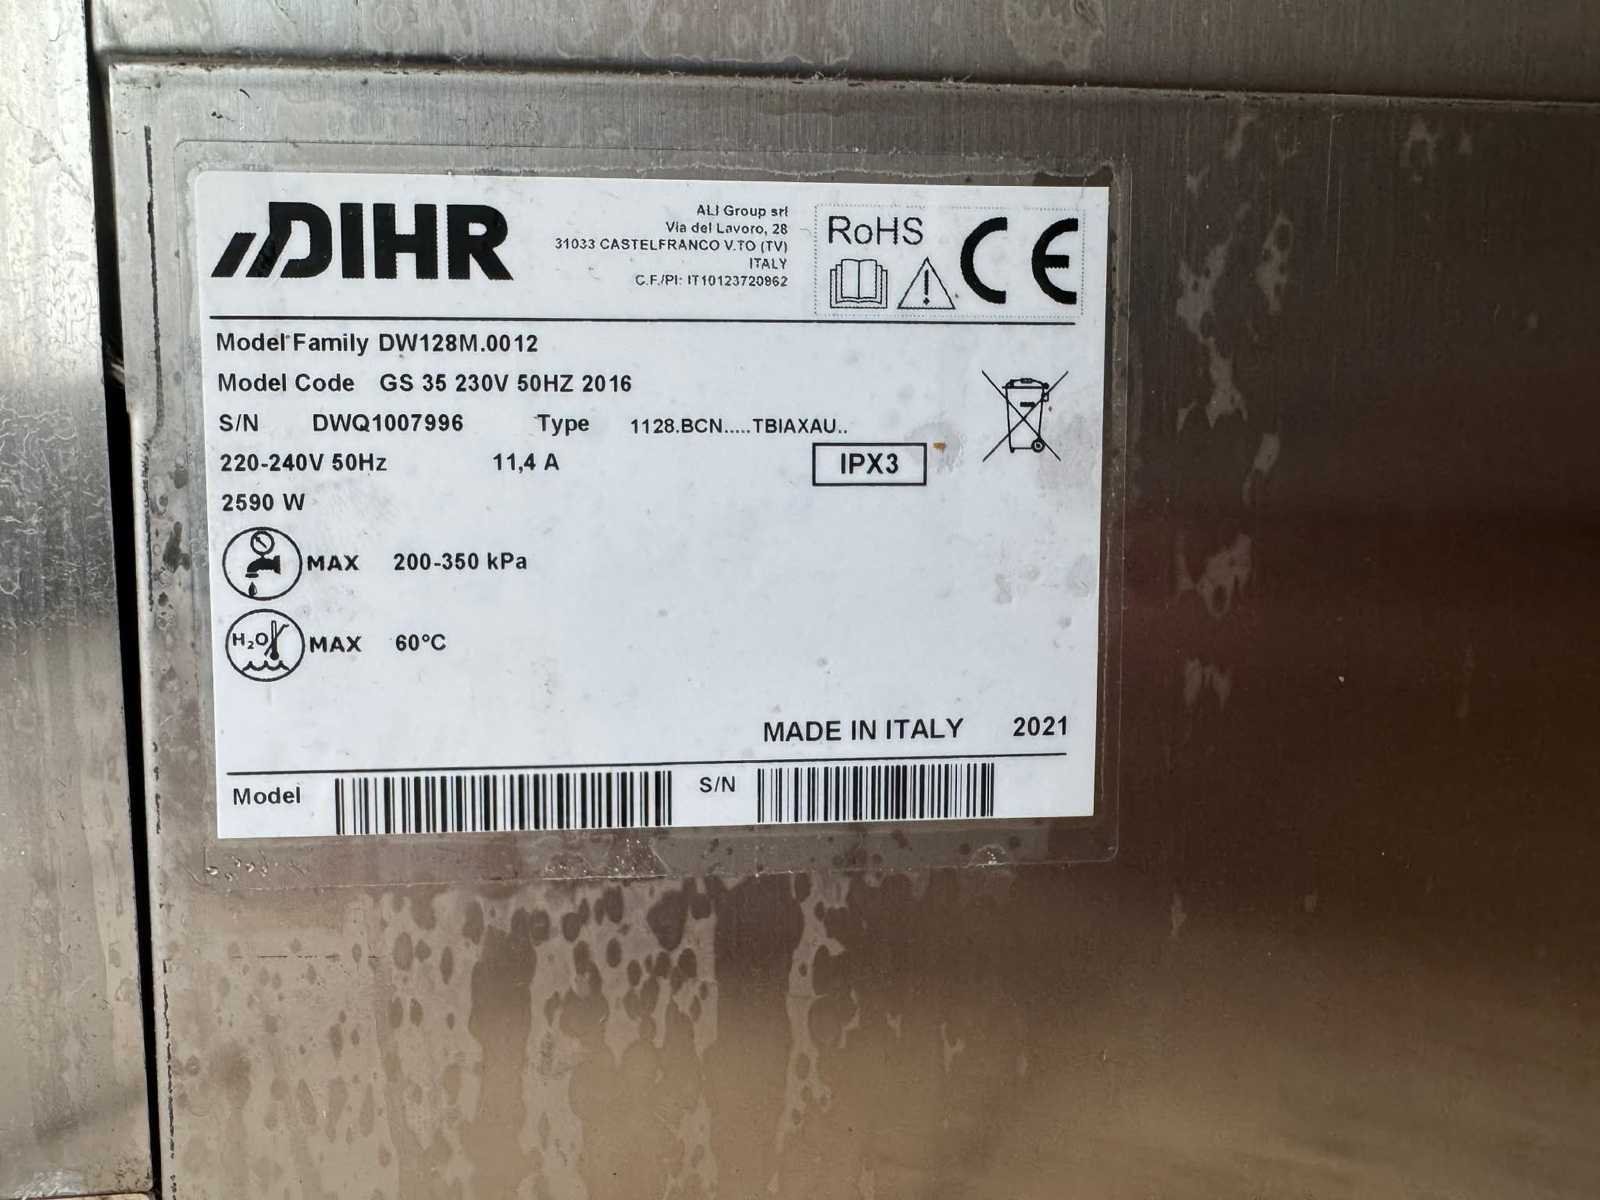 DIHR
ALI Group srl
Via del Lavoro, 28
31033 CASTELFRANCO V.TO (TV)
ITALY
C.F./PI: IT10123720962
RoHS
CE
Model Family DW128M.0012
Model Code GS 35 230V 50HZ 2016
S/N DWQ1007996 Type 1128.BCN.....TBIAXAU..
220-240V 50Hz 11,4 A IPX3
2590 W
MAX 200-350 kPa
H₂O MAX 60°C
MADE IN ITALY 2021
Model S/N